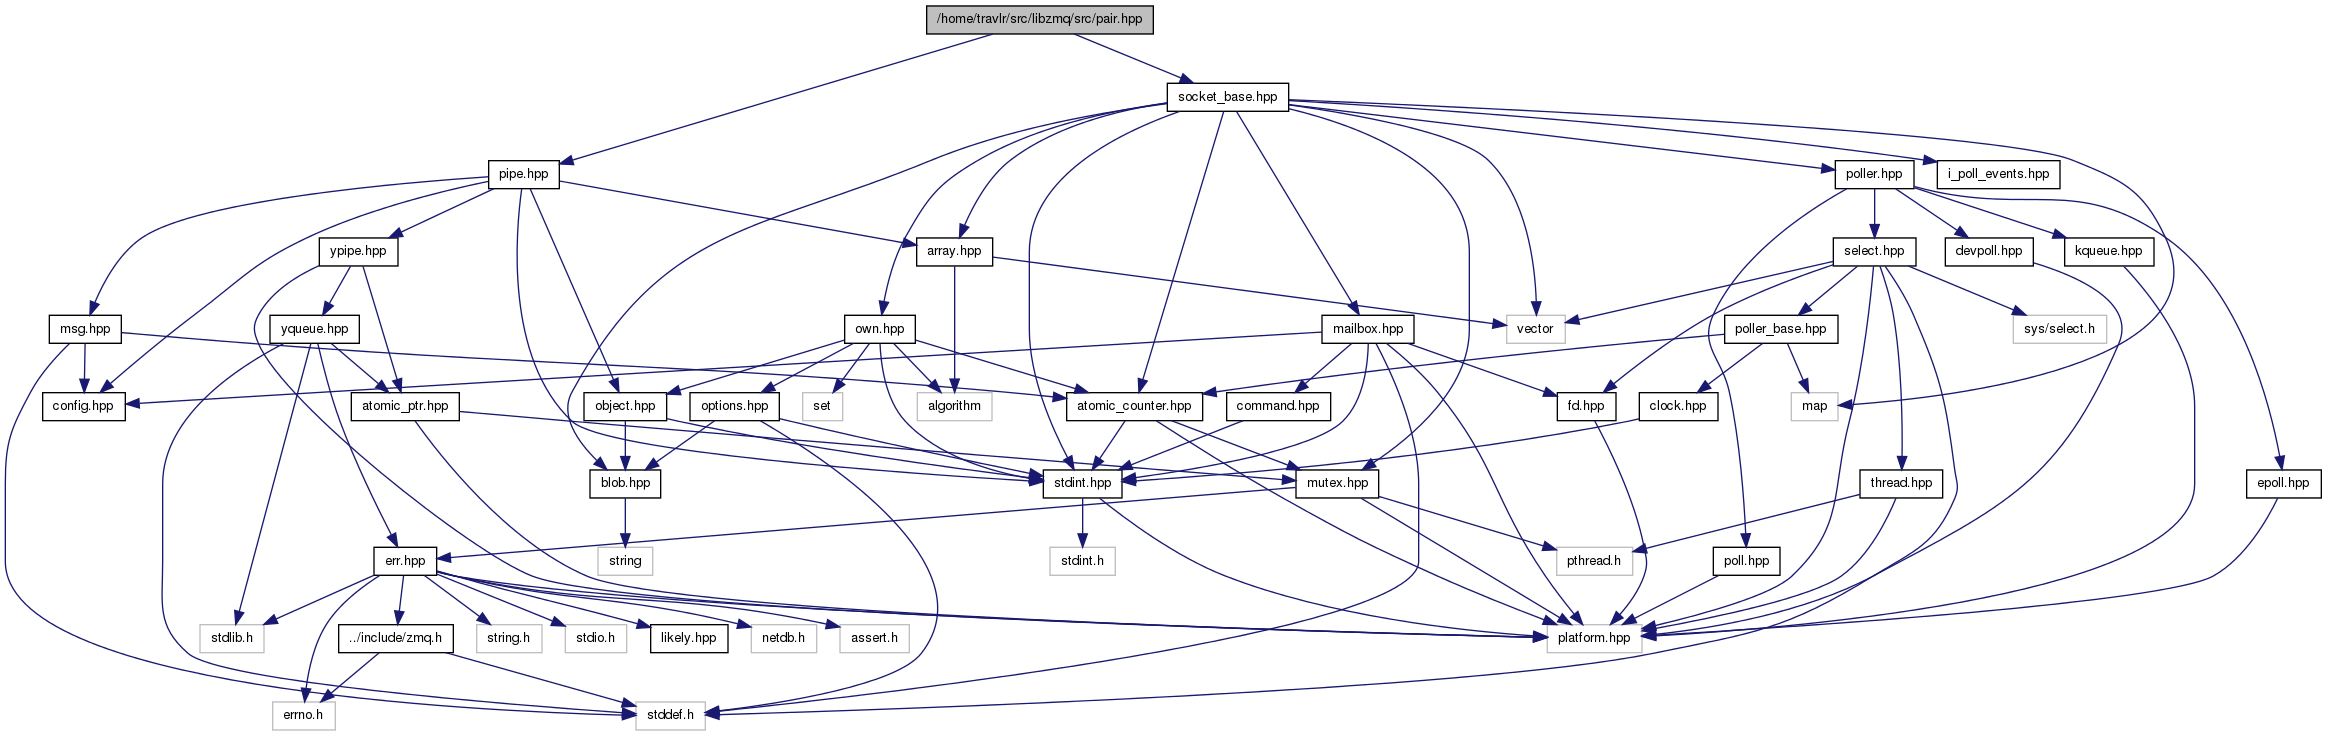 /home/travlr/src/libzmq/src/pair.hpp
socket_base.hpp
pipe.hpp
poller.hpp
i_poll_events.hpp
ypipe.hpp
array.hpp
select.hpp
devpoll.hpp
kqueue.hpp
msg.hpp
yqueue.hpp
own.hpp
mailbox.hpp
vector
poller_base.hpp
sys/select.h
config.hpp
atomic_ptr.hpp
object.hpp
options.hpp
set
algorithm
atomic_counter.hpp
command.hpp
fd.hpp
clock.hpp
map
blob.hpp
stdint.hpp
mutex.hpp
thread.hpp
epoll.hpp
err.hpp
string
stdint.h
pthread.h
poll.hpp
stdlib.h
../include/zmq.h
string.h
stdio.h
likely.hpp
netdb.h
assert.h
platform.hpp
errno.h
stddef.h